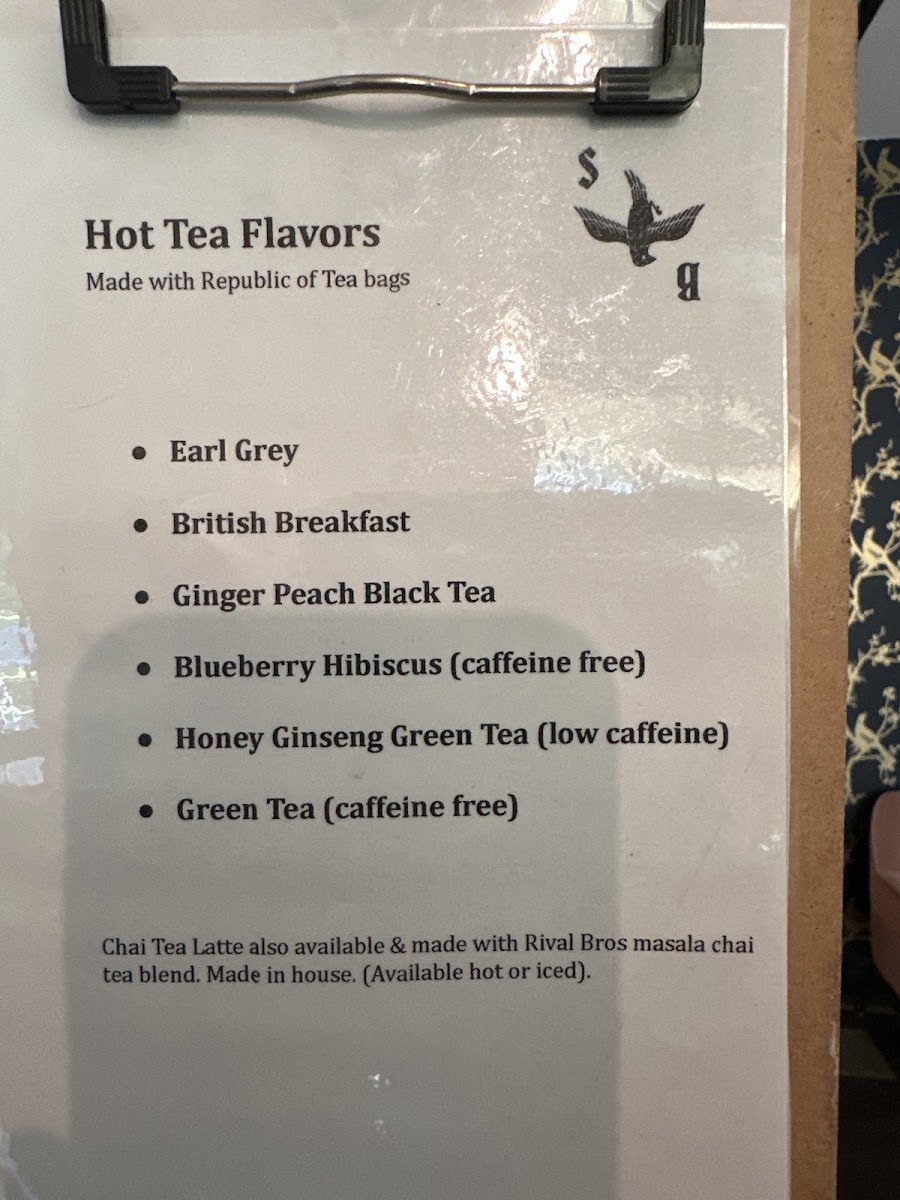 S
Hot Tea Flavors
Made with Republic of Tea bags
• Earl Grey
• British Breakfast
• Ginger Peach Black Tea
• Blueberry Hibiscus (caffeine free)
• Honey Ginseng Green Tea (low caffeine)
• Green Tea (caffeine free)
Chai Tea Latte also available & made with Rival Bros masala chai
tea blend. Made in house. (Available hot or iced).